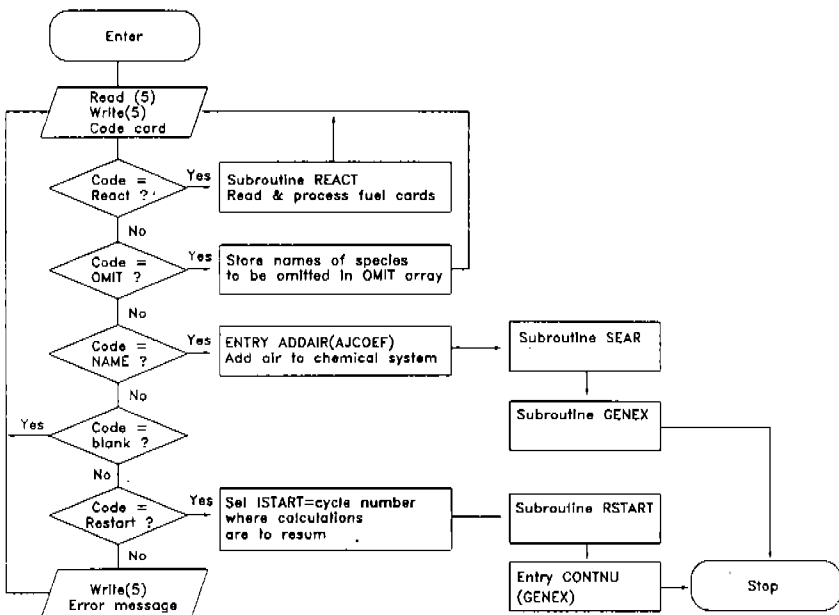 Enter
Read (5)
Write(5)
Code card
Code =
React ?
Yes
Subroutine REACT
Read & process fuel cards
No
Code =
OMIT ?
Yes
Store names of species
to be omitted in OMIT array
No
Code =
NAME ?
Yes
ENTRY ADDAIR(AJCOEF)
Add air to chemical system
Subroutine SEAR
No
Subroutine GENEX
Yes
Code =
blank ?
No
Code =
Restart ?
Yes
Set ISTART=cycle number
where calculations
are to resum
Subroutine RSTART
No
Write(5)
Error message
Entry CONTNU
(GENEX)
Stop